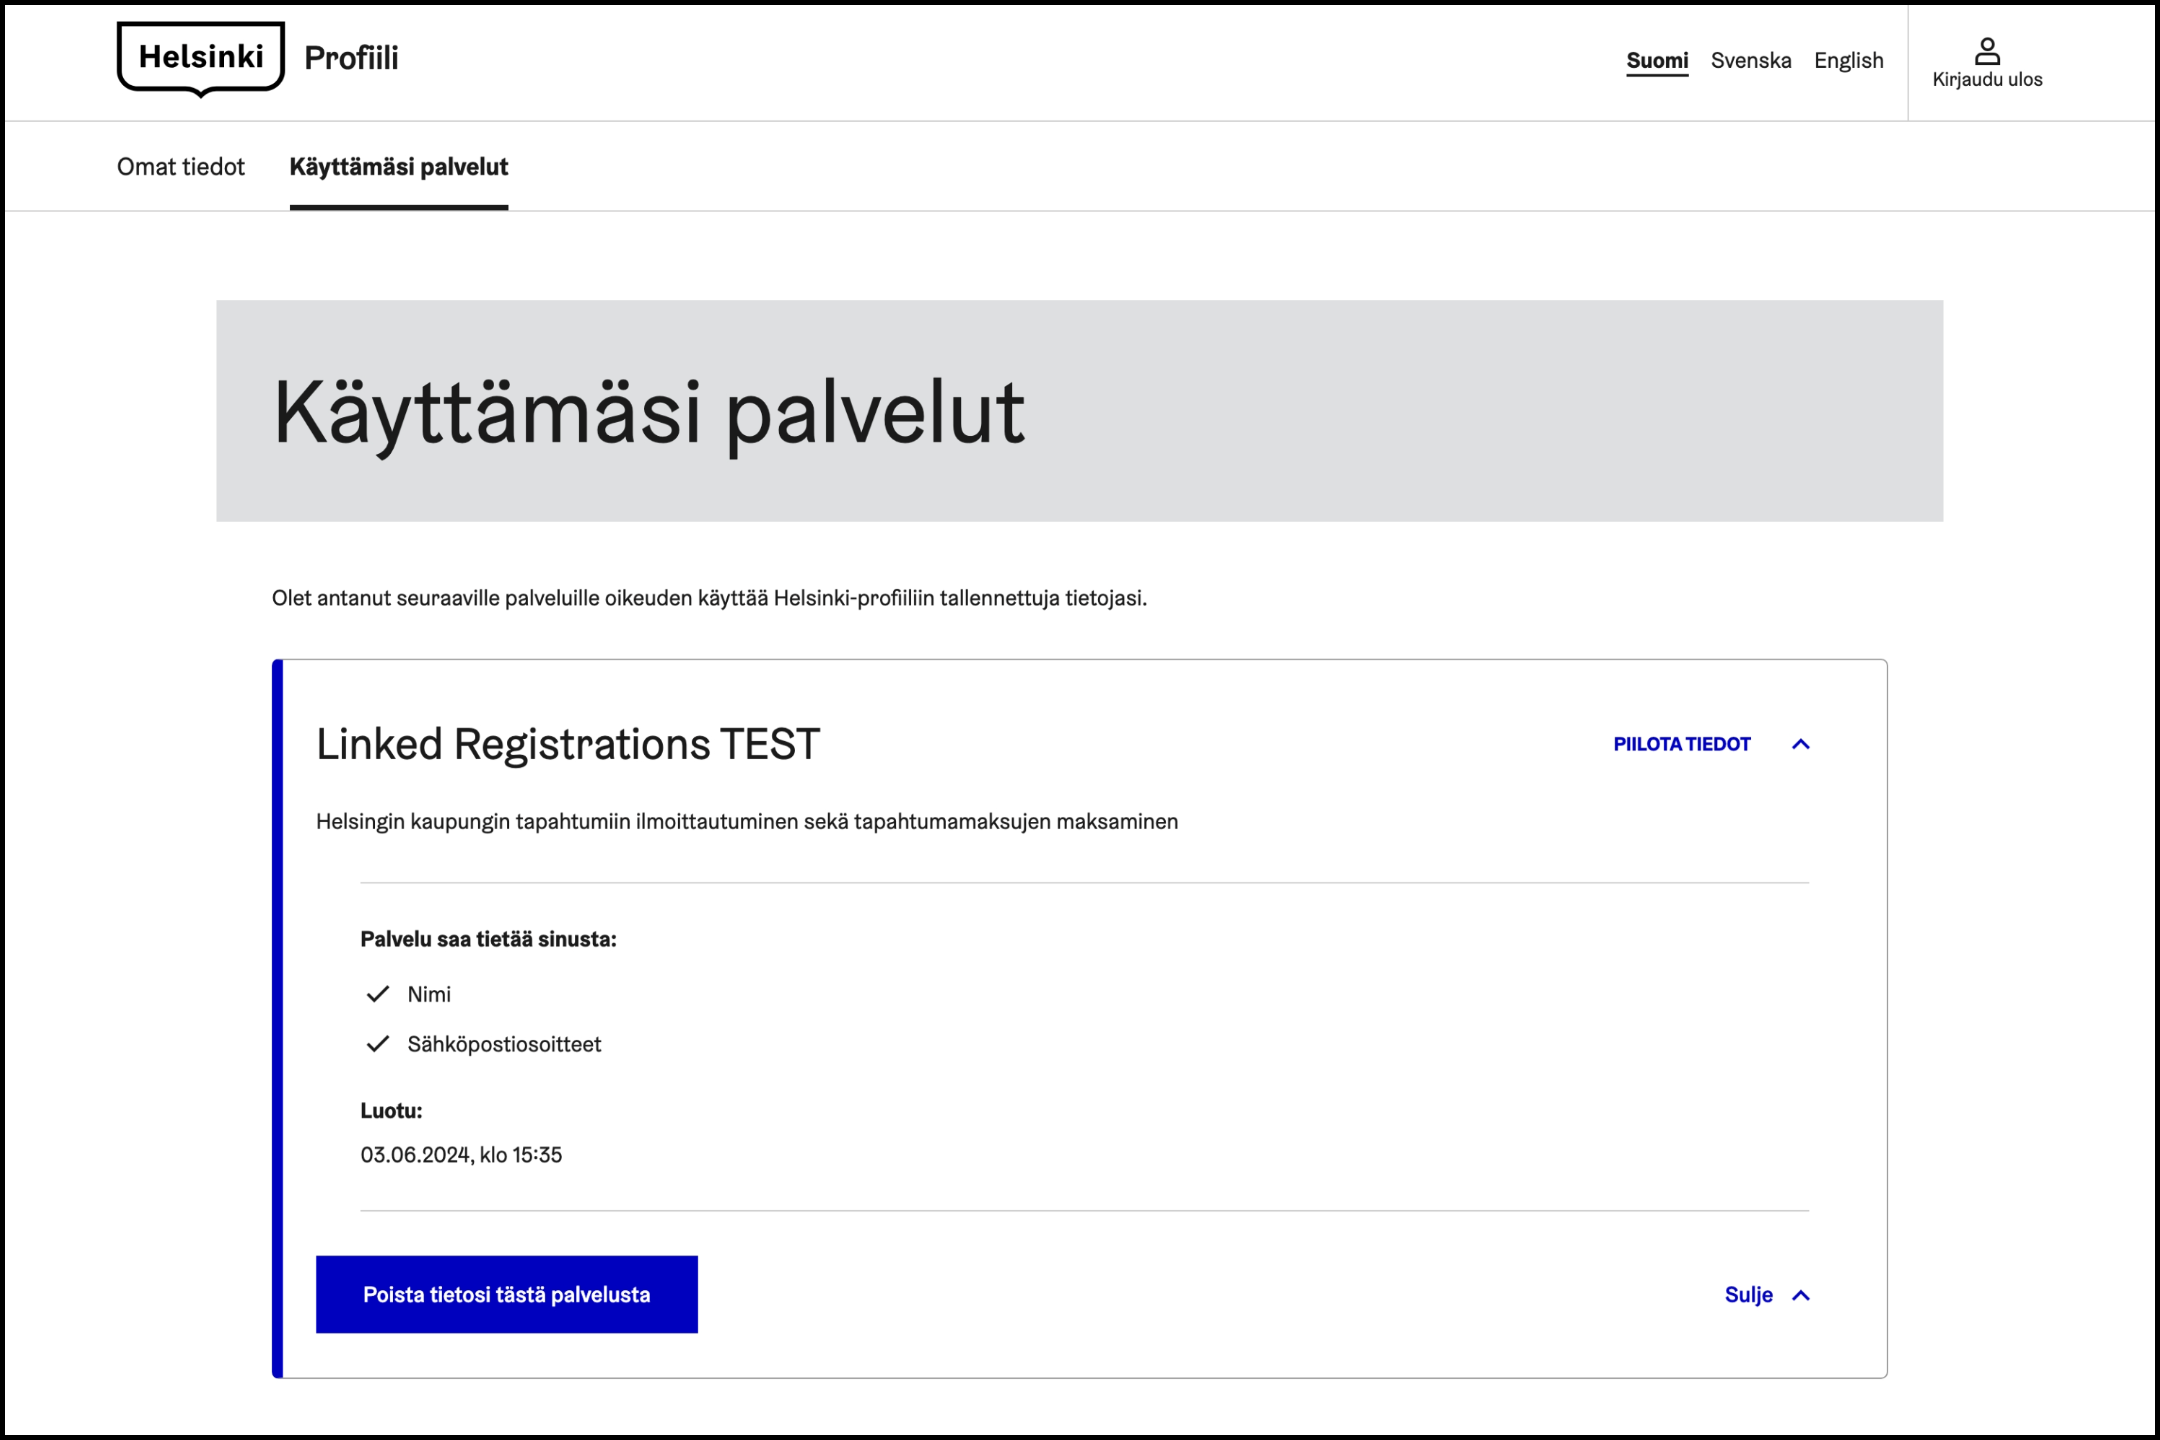 Helsinki Profiili
Suomi Svenska English
Kirjaudu ulos
Omat tiedot Käyttämäsi palvelut
Käyttämäsi palvelut
Olet antanut seuraaville palveluille oikeuden käyttää Helsinki-profiiliin tallennettuja tietojasi.
Linked Registrations TEST
PIILOTA TIEDOT
Helsingin kaupungin tapahtumiin ilmoittautuminen sekä tapahtumamaksujen maksaminen
Palvelu saa tietää sinusta:
Nimi
Sähköpostiosoitteet
Luotu:
03.06.2024, klo 15:35
Poista tietosi tästä palvelusta
Sulje